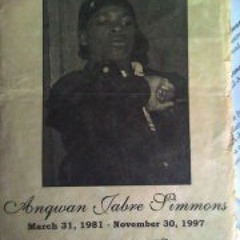 Angwan Jabre Simmons
March 31, 1981 - November 30, 1997